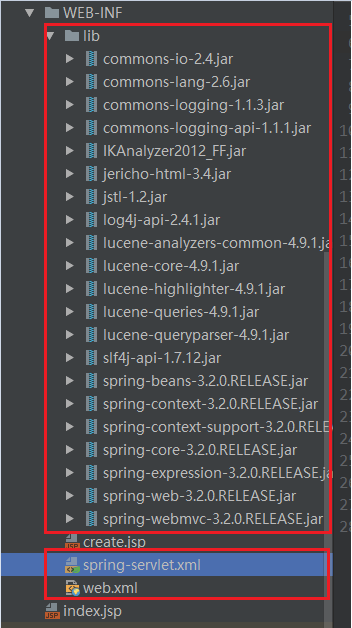 WEB-INF
lib
commons-io-2.4.jar
commons-lang-2.6.jar
commons-logging-1.1.3.jar
commons-logging-api-1.1.1.jar
IKAnalyzer2012_FF.jar
jericho-html-3.4.jar
jstl-1.2.jar
log4j-api-2.4.1.jar
lucene-analyzers-common-4.9.1.ja
lucene-core-4.9.1.jar
lucene-highlighter-4.9.1.jar
lucene-queries-4.9.1.jar
lucene-queryparser-4.9.1.jar
slf4j-api-1.7.12.jar
spring-beans-3.2.0.RELEASE.jar
spring-context-3.2.0.RELEASE.jar
spring-context-support-3.2.0.RELE
spring-core-3.2.0.RELEASE.jar
spring-expression-3.2.0.RELEASE.jar
spring-web-3.2.0.RELEASE.jar
spring-webmvc-3.2.0.RELEASE.jar
JSP create.jsp
spring-servlet.xml
web.xml
JSP index.jsp